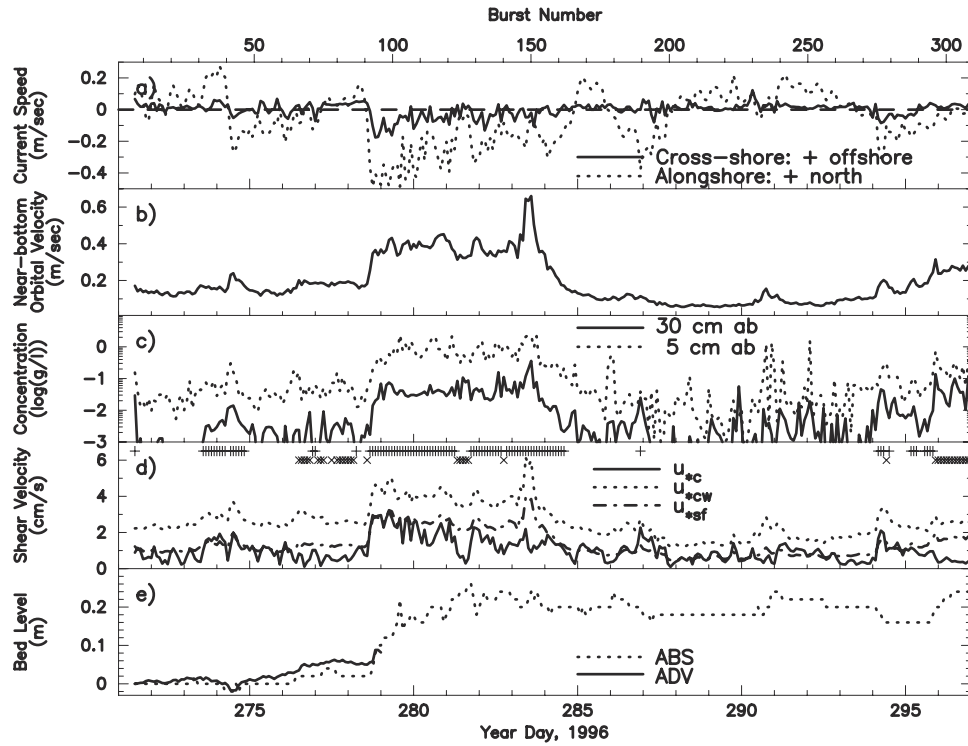 Burst Number
50 100 150 200 250 300
a)
Current Speed
(m/sec)
0.2
0
−0.2
−0.4
Cross−shore: + offshore
Alongshore: + north
b)
Near−bottom
Orbital Velocity
(m/sec)
0.6
0.4
0.2
c)
Concentration
(log(g/l))
0
−1
−2
−3
30 cm ab
5 cm ab
d)
Shear Velocity
(cm/s)
6
4
2
0
u*c
u*cw
u*sf
e)
Bed Level
(m)
0.2
0.1
0
ABS
ADV
275 280 285 290 295
Year Day, 1996